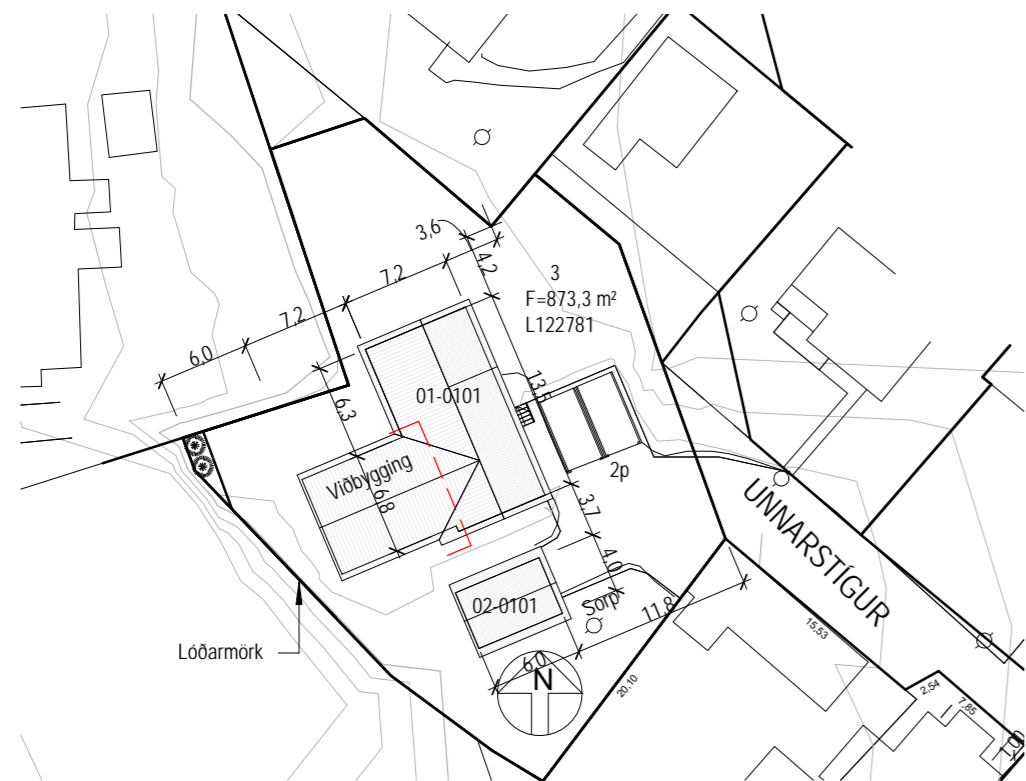 3,6
4,2
7,2
7,2
6,0
3
F=873,3 m²
L122781
6,3
13,5
01-0101
Viðbygging
6,8
2p
3,7
4,0
UNNARSTÍGUR
02-0101
Sorp
11,8
Lóðarmörk
6,0
N
20,10
15,53
2,54
7,85